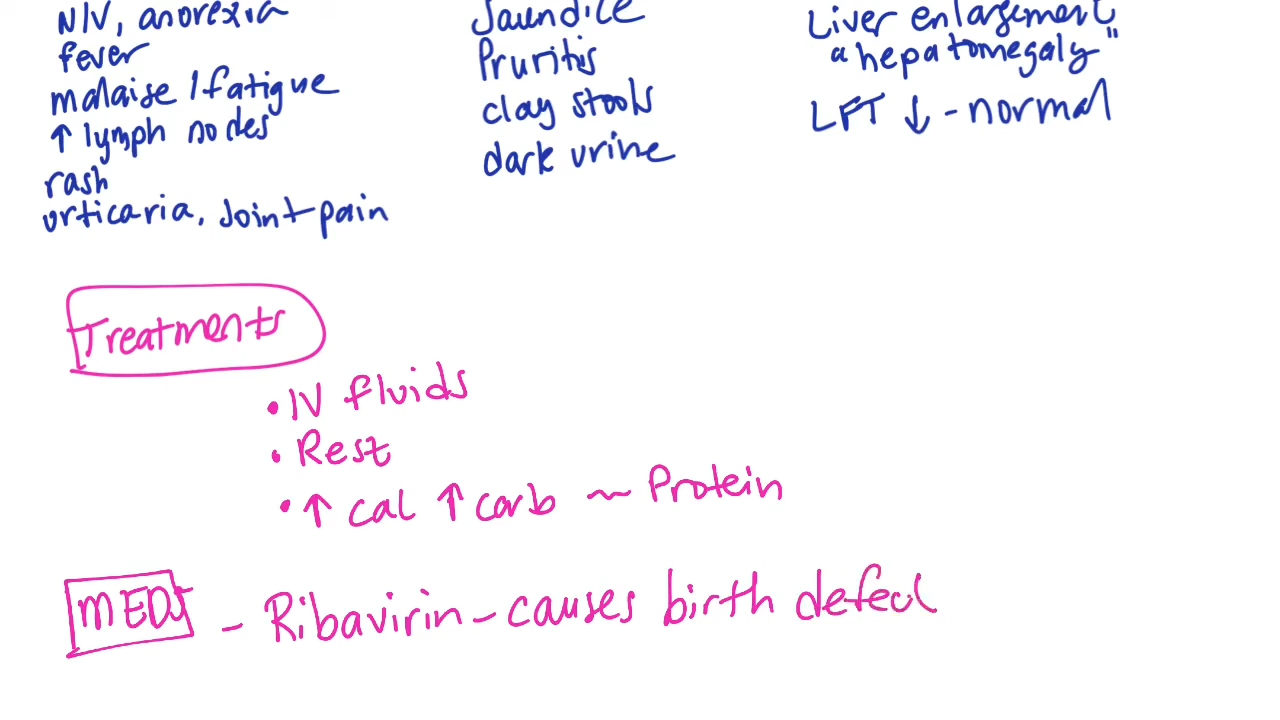 N/V, anorexia
fever
malaise / fatigue
↑ lymph nodes
rash
urticaria, Joint pain
Jaundice
Pruritis
clay stools
dark urine
Liver enlargement
"hepatomegaly"
LFT ↓ - normal
Treatments
• IV fluids
• Rest
• ↑ cal ↑ carb ~ Protein
MEDS - Ribavirin - causes birth defec